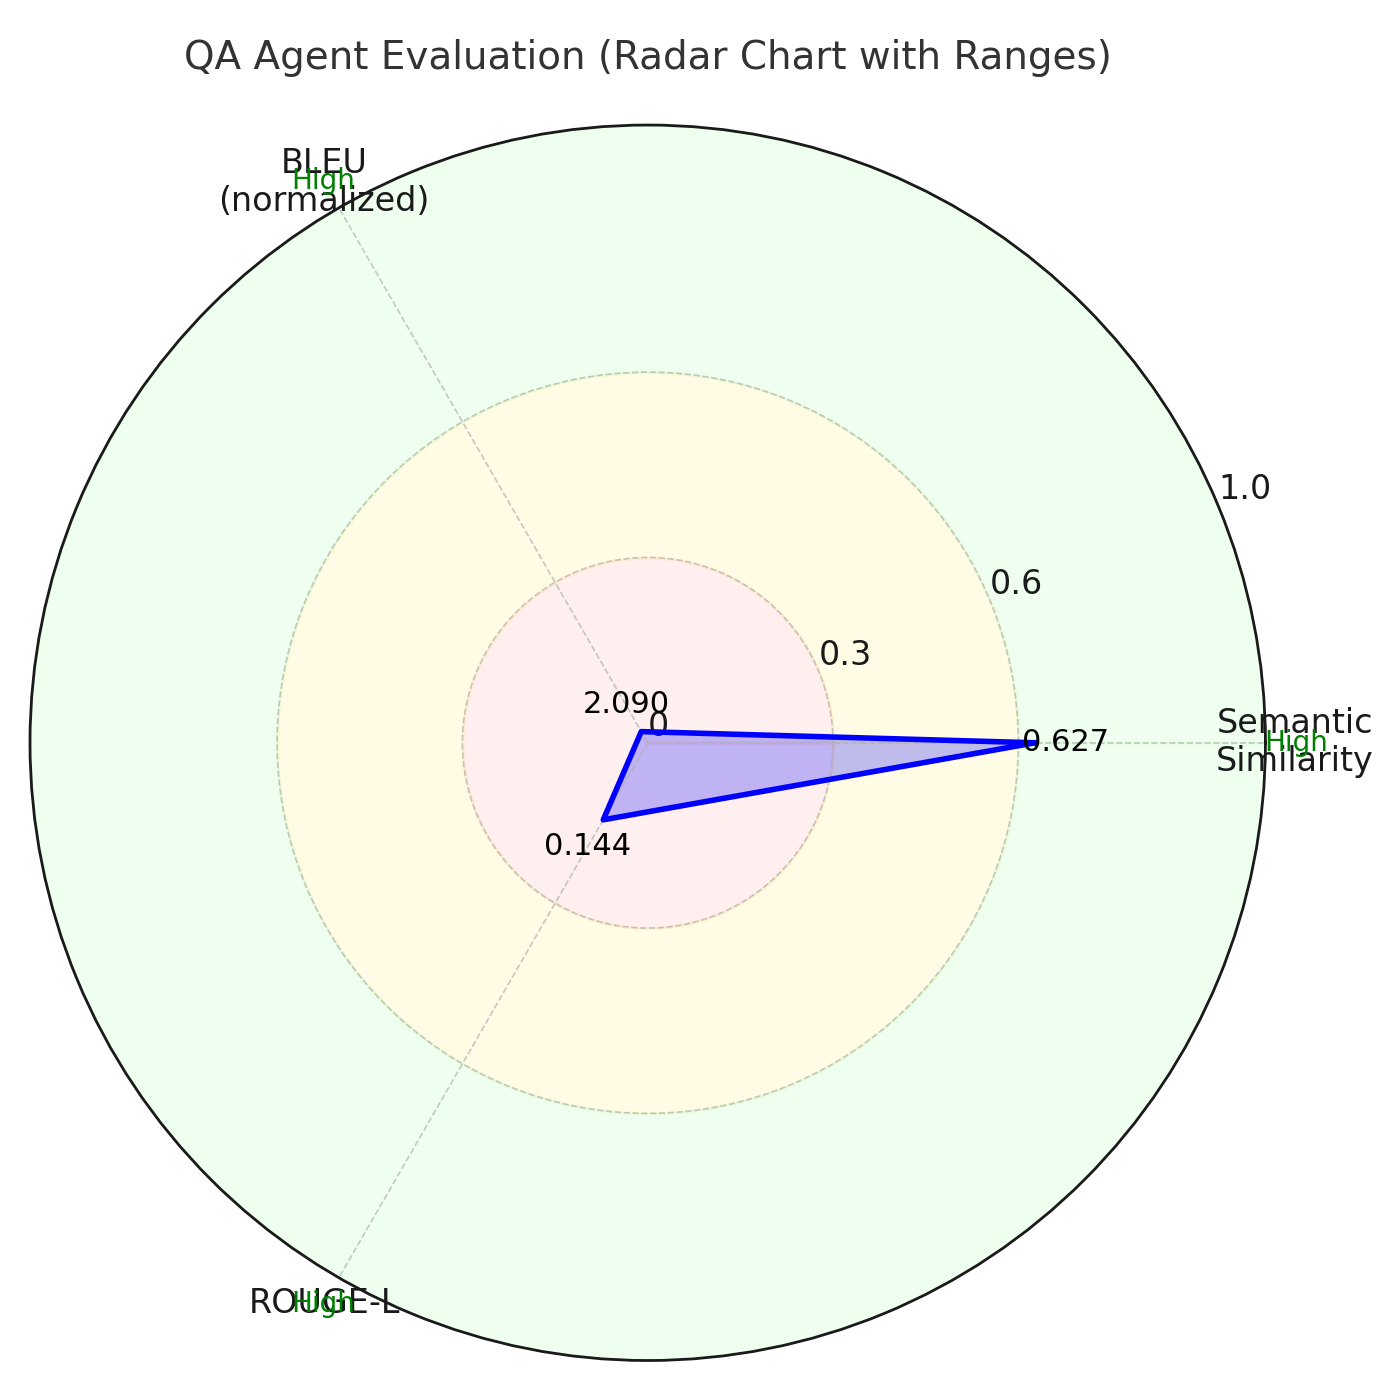 QA Agent Evaluation (Radar Chart with Ranges)
BLEU
(normalized)
High
1.0
0.6
0.3
2.090
0
0.627
Semantic
Similarity
High
0.144
ROUGE-L
High